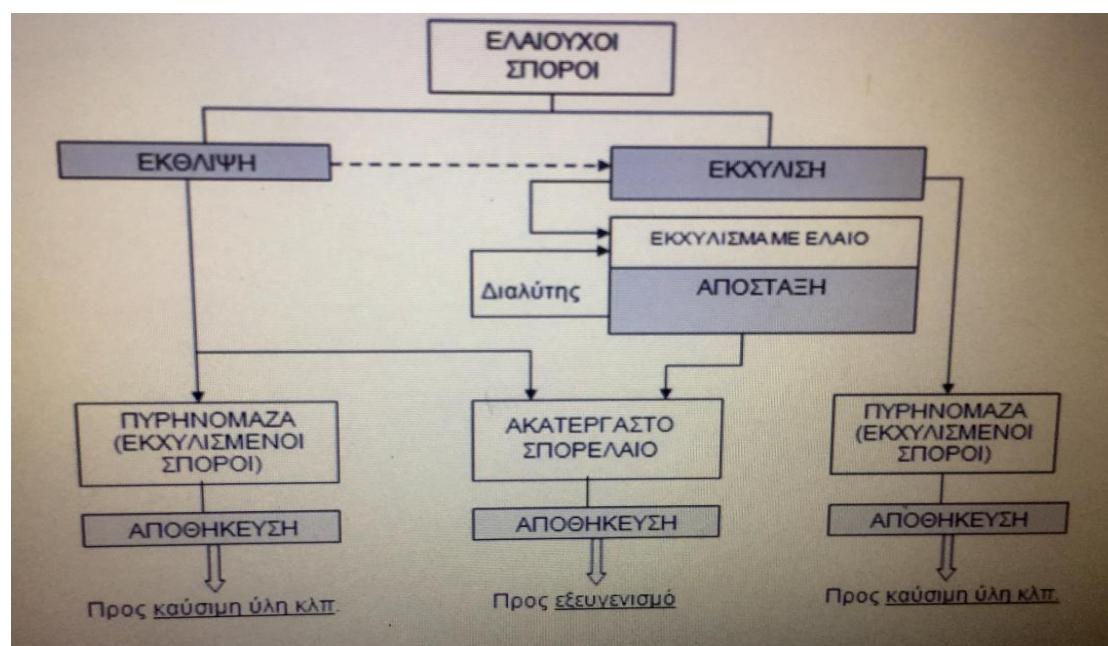 ΕΛΑΙΟΥΧΟΙ
ΣΠΟΡΟΙ
ΕΚΘΛΙΨΗ
ΕΚΧΥΛΙΣΗ
ΕΚΧΥΛΙΣΜΑ ΜΕ ΕΛΑΙΟ
Διαλύτης
ΑΠΟΣΤΑΞΗ
ΠΥΡΗΝΟΜΑΖΑ
(ΕΚΧΥΛΙΣΜΕΝΟΙ
ΣΠΟΡΟΙ)
ΑΚΑΤΕΡΓΑΣΤΟ
ΣΠΟΡΕΛΑΙΟ
ΠΥΡΗΝΟΜΑΖΑ
(ΕΚΧΥΛΙΣΜΕΝΟΙ
ΣΠΟΡΟΙ)
ΑΠΟΘΗΚΕΥΣΗ
ΑΠΟΘΗΚΕΥΣΗ
ΑΠΟΘΗΚΕΥΣΗ
Προς καύσιμη ύλη κλπ.
Προς εξευγενισμό
Προς καύσιμη ύλη κλπ.